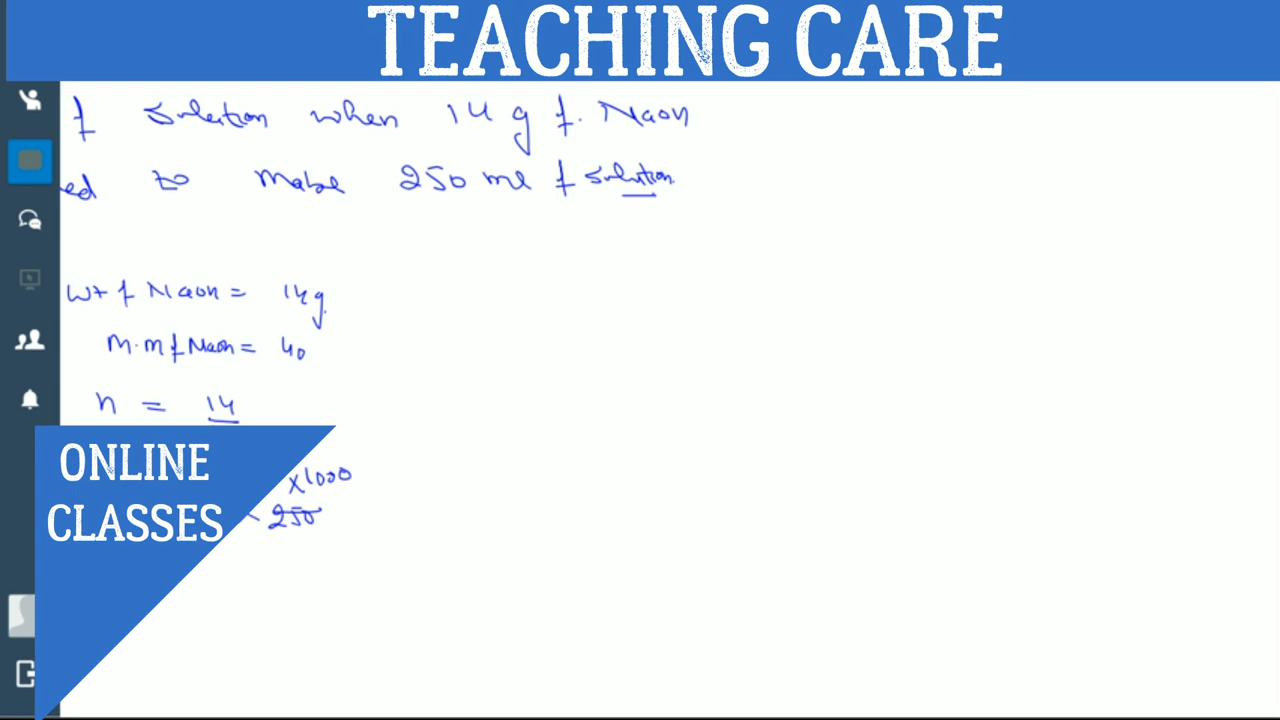 TEACHING CARE
f solution when 14 g f. NaOH
ed to make 250 ml f solution.
Wt f NaOH = 14g
M.m f NaOH = 40
n = 14
ONLINE
CLASSES
x1000
250